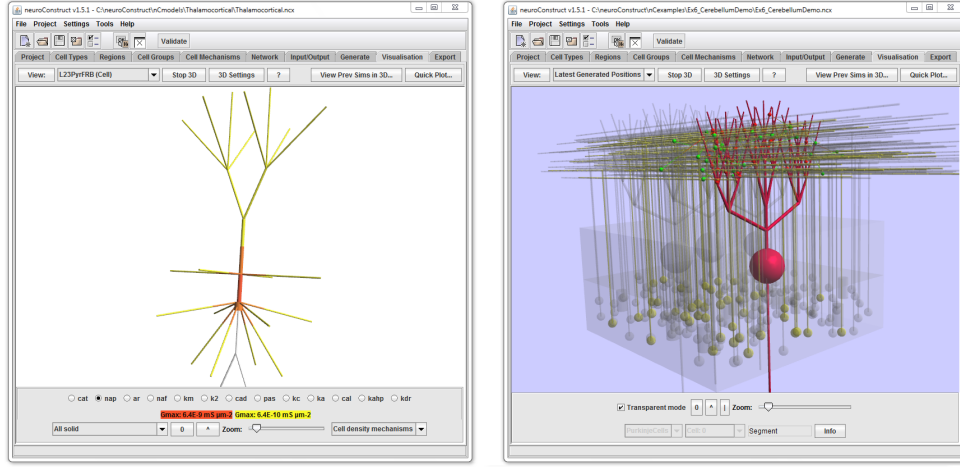 neuroConstruct v1.5.1 - C:\neuroConstruct\nCmodels\Thalamocortical\Thalamocortical.ncx
File Project Settings Tools Help
Validate
Project Cell Types Regions Cell Groups Cell Mechanisms Network Input/Output Generate Visualisation Export
View: L23PyrFRB (Cell) Stop 3D 3D Settings ? View Prev Sims in 3D... Quick Plot...
cat nap ar naf km k2 cad pas kc ka cal kahp kdr
Gmax: 6.4E-9 mS µm-2 Gmax: 6.4E-10 mS µm-2
All solid 0 ^ Zoom: Cell density mechanisms
neuroConstruct v1.5.1 - C:\neuroConstruct\nCexamples\Ex6_CerebellumDemo\Ex6_CerebellumDemo.ncx
File Project Settings Tools Help
Validate
Project Cell Types Regions Cell Groups Cell Mechanisms Network Input/Output Generate Visualisation Export
View: Latest Generated Positions Stop 3D 3D Settings ? View Prev Sims in 3D... Quick Plot...
Transparent mode 0 ^ | Zoom:
PurkinjeCells Cell: 8 Segment Info